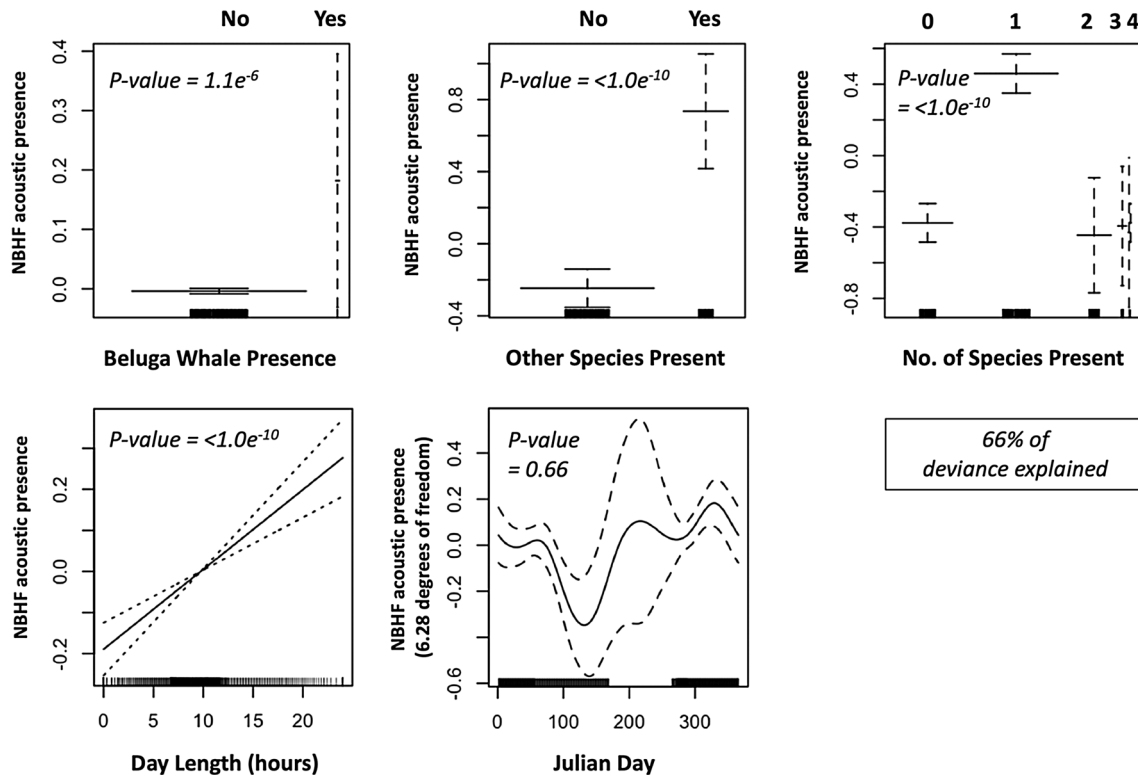 No Yes
NBHF acoustic presence
0.4
0.3
0.2
0.1
0.0
P-value = 1.1e-6
Beluga Whale Presence
No Yes
NBHF acoustic presence
0.8
0.4
0.0
-0.4
P-value = <1.0e-10
Other Species Present
0 1 2 3 4
NBHF acoustic presence
0.4
0.0
-0.4
-0.8
P-value
= <1.0e-10
No. of Species Present
NBHF acoustic presence
0.2
0.0
-0.2
P-value = <1.0e-10
0 5 10 15 20
Day Length (hours)
NBHF acoustic presence
(6.28 degrees of freedom)
0.4
0.2
0.0
-0.2
-0.6
P-value
= 0.66
0 100 200 300
Julian Day
66% of
deviance explained